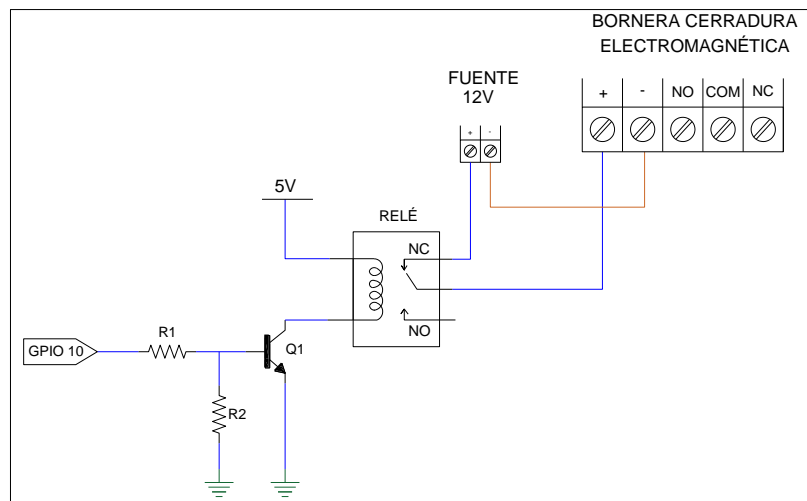 BORNERA CERRADURA
ELECTROMAGNÉTICA
FUENTE
12V
+ - NO COM NC
+ -
5V
RELÉ
NC
NO
GPIO 10
R1
Q1
R2